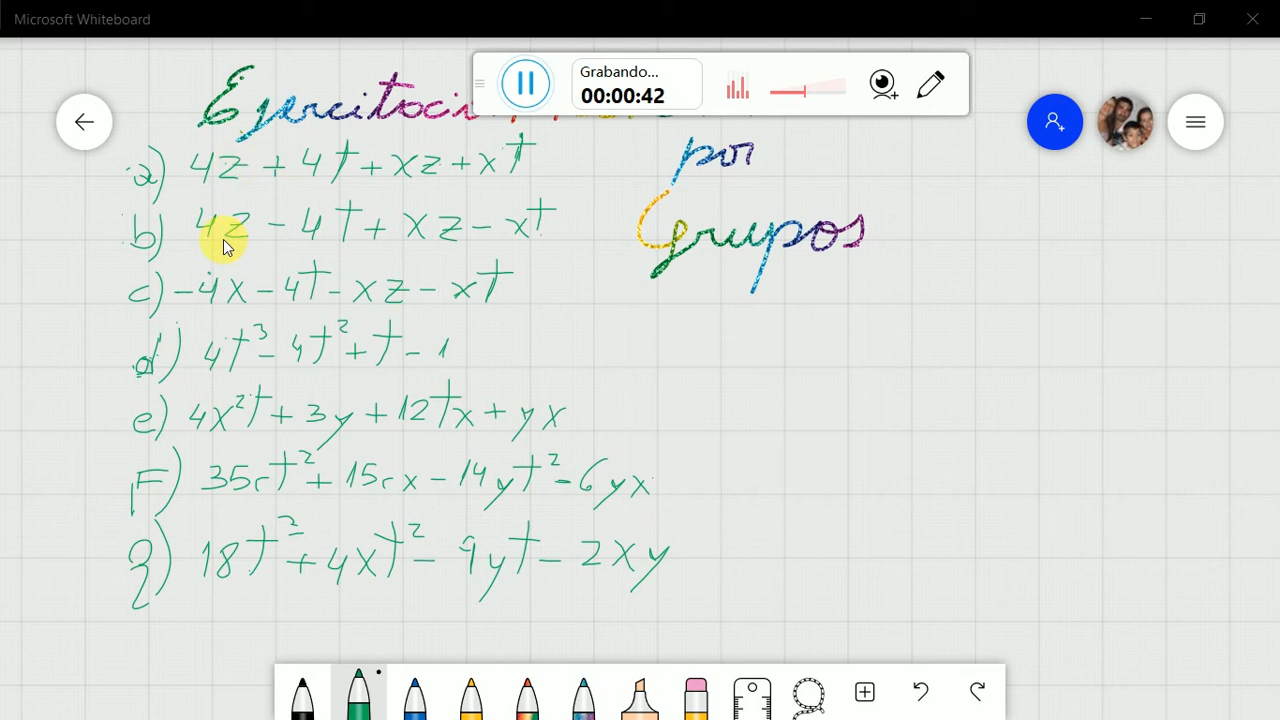 Microsoft Whiteboard
Grabando...
00:00:42
por
Grupos
a) 4z + 4t + xz + xt
b) 4z - 4t + xz - xt
c) -4x - 4t - xz - xt
d) 4t³ - 4t² + t - 1
e) 4x²t + 3y + 12tx + yx
F) 35rt² + 15rx - 14yt² - 6yx
18t² + 4xt² - 9yt - 2xy